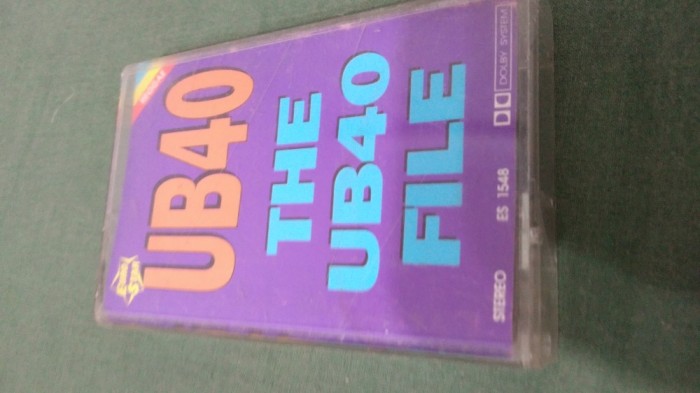 UB40
THE
UB40
FILE
STEREO
ES 1548
DOLBY SYSTEM